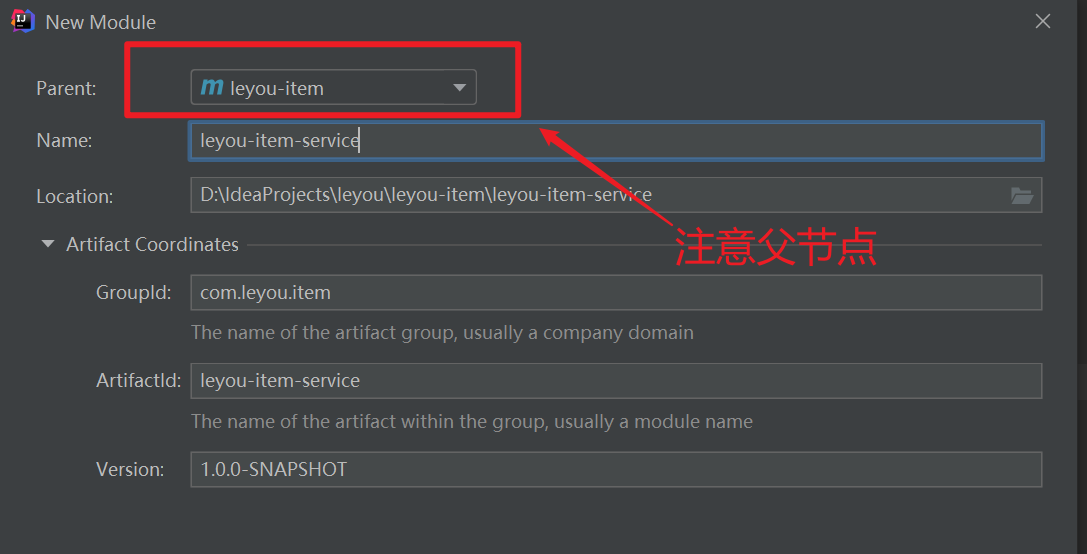 New Module
Parent: leyou-item
Name: leyou-item-service
Location: D:\IdeaProjects\leyou\leyou-item\leyou-item-service
注意父节点
Artifact Coordinates
GroupId: com.leyou.item
The name of the artifact group, usually a company domain
ArtifactId: leyou-item-service
The name of the artifact within the group, usually a module name
Version: 1.0.0-SNAPSHOT